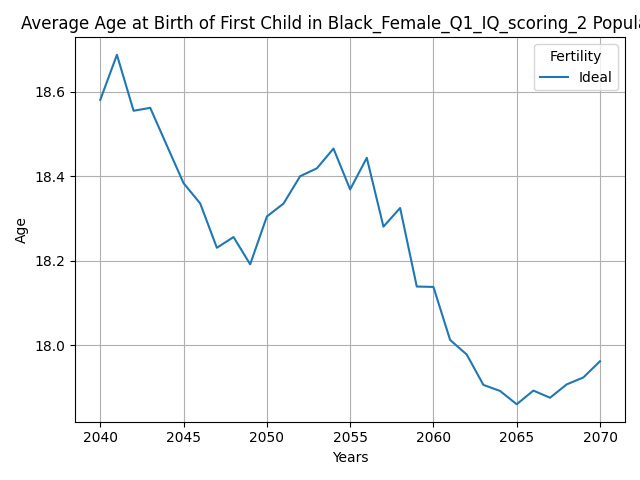 Average Age at Birth of First Child in Black_Female_Q1_IQ_scoring_2 Popula
Fertility
Ideal
18.6
18.4
18.2
18.0
Age
2040 2045 2050 2055 2060 2065 2070
Years